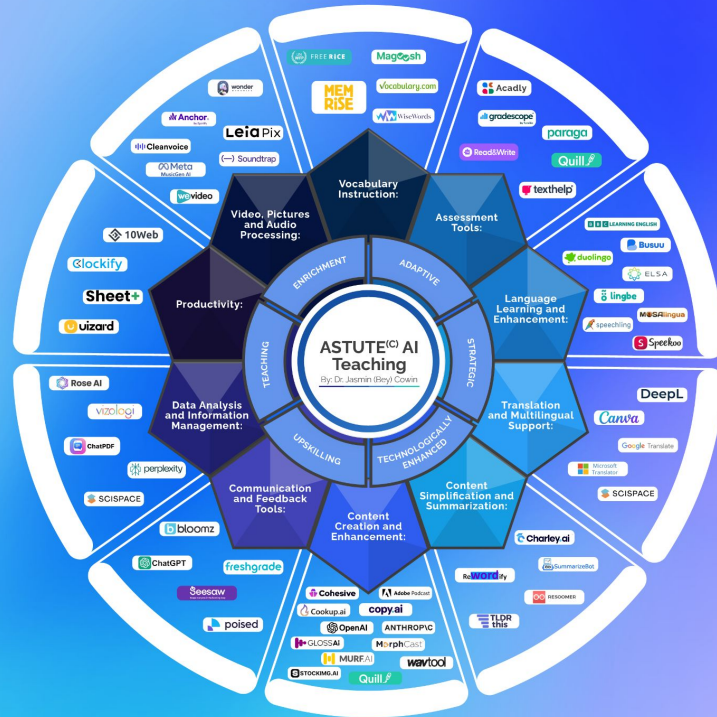 ASTUTE(C) AI
Teaching
By: Dr. Jasmin (Bey) Cowin
ADAPTIVE
STRATEGIC
TECHNOLOGICALLY
ENHANCED
UPSKILLING
TEACHING
ENRICHMENT
Vocabulary
Instruction:
FREERICE
Magoosh
MEM
RiSE
Vocabulary.com
WiseWords
Assessment
Tools:
Acadly
gradescope
paraga
Read&Write
Quill
texthelp
Language
Learning and
Enhancement:
BBC LEARNING ENGLISH
Busuu
duolingo
ELSA
lingbe
MOSAlingua
speechling
Speekoo
Translation
and Multilingual
Support:
DeepL
Canva
Google Translate
Microsoft
Translator
SCISPACE
Content
Simplification and
Summarization:
Charley.ai
Rewordify
SummarizeBot
RESOOMER
TLDR
this
Content
Creation and
Enhancement:
Cohesive
Adobe Podcast
Cookup.ai
copy.ai
OpenAI
ANTHROP\C
GLOSSAi
MorphCast
MURF.AI
wavtool
STOCKIMG.AI
Quill
Communication
and Feedback
Tools:
bloomz
ChatGPT
freshgrade
Seesaw
poised
Data Analysis
and Information
Management:
Rose AI
vizologi
ChatPDF
perplexity
SCISPACE
Productivity:
10Web
Clockify
Sheet+
uizard
Video, Pictures
and Audio
Processing:
wonder
Anchor
LeiaPix
Cleanvoice
Soundtrap
Meta
MusicGen AI
wevideo